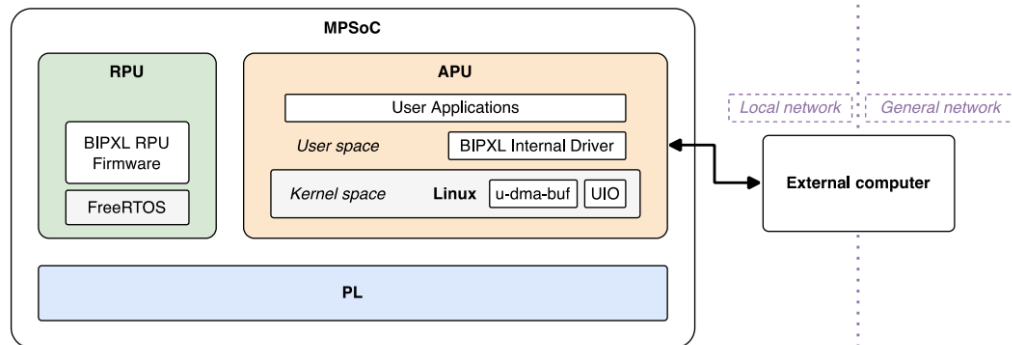 MPSoC
RPU
BIPXL RPU
Firmware
FreeRTOS
APU
User Applications
User space
BIPXL Internal Driver
Kernel space
Linux
u-dma-buf
UIO
PL
Local network
General network
External computer